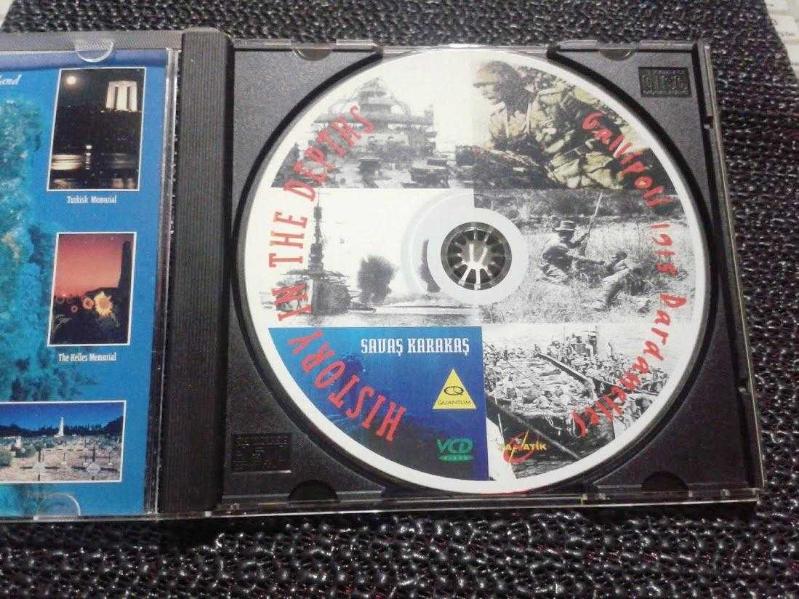 Turkish Memorial
The Helles Memorial
HISTORY IN THE DEPTHS
Gallipoli 1915 Dardanelles
SAVAŞ KARAKAŞ
QUANTUM
VCD